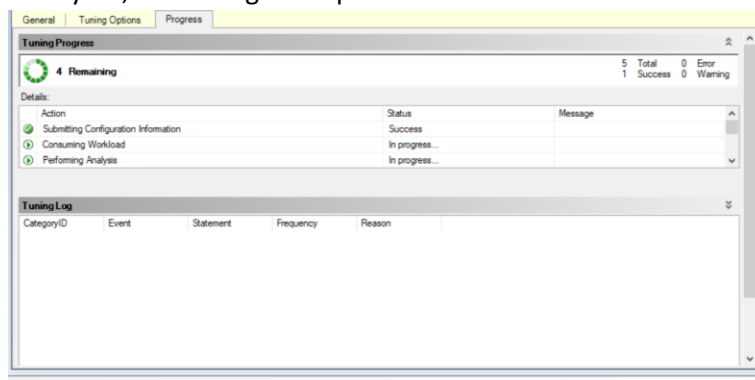 General Tuning Options Progress
Tuning Progress
4 Remaining 5 Total 0 Error
1 Success 0 Warning
Details:
Action Status Message
Submitting Configuration Information Success
Consuming Workload In progress...
Performing Analysis In progress...
Tuning Log
CategoryID Event Statement Frequency Reason